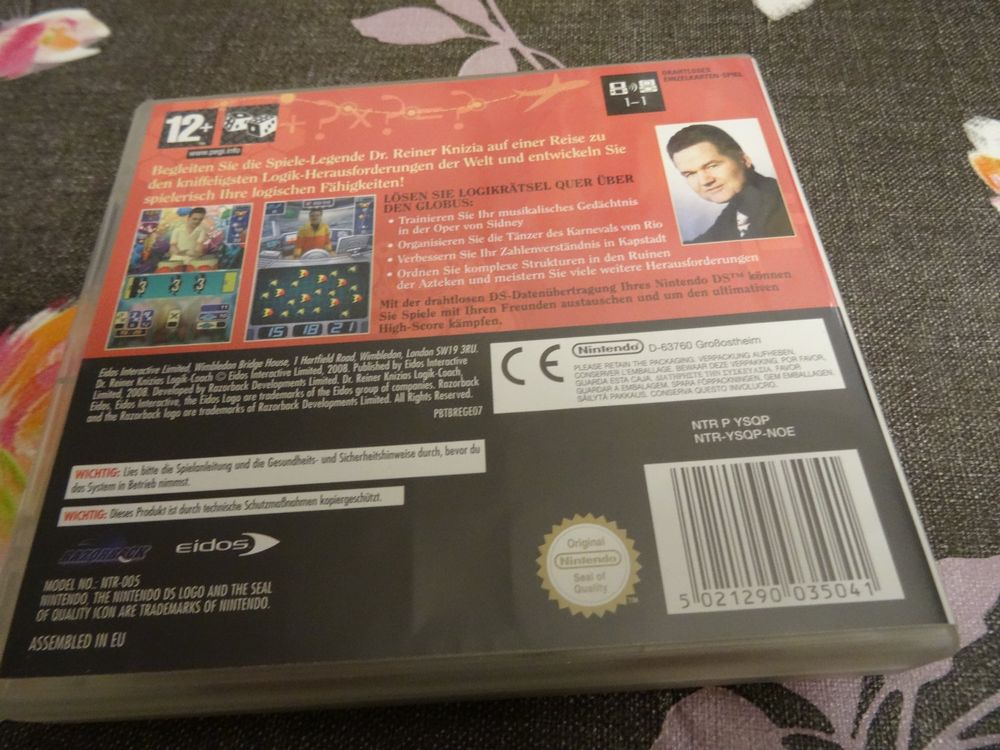 DRAHTLOSES
EINZELKARTEN-SPIEL
1–1
12+
www.pegi.info
+?×?=?
Begleiten Sie die Spiele-Legende Dr. Reiner Knizia auf einer Reise zu
den kniffeligsten Logik-Herausforderungen der Welt und entwickeln Sie
spielerisch Ihre logischen Fähigkeiten!
LÖSEN SIE LOGIKRÄTSEL QUER ÜBER
DEN GLOBUS:
• Trainieren Sie Ihr musikalisches Gedächtnis
in der Oper von Sidney
• Organisieren Sie die Tänzer des Karnevals von Rio
• Verbessern Sie Ihr Zahlenverständnis in Kapstadt
• Ordnen Sie komplexe Strukturen in den Ruinen
der Azteken und meistern Sie viele weitere Herausforderungen
Mit der drahtlosen DS-Datenübertragung Ihres Nintendo DS™ können
Sie Spiele mit Ihren Freunden austauschen und um den ultimativen
High-Score kämpfen.
3 3 3
15 18 21
Eidos Interactive Limited, Wimbledon Bridge House, 1 Hartfield Road, Wimbledon, London SW19 3RU.
Dr. Reiner Knizias Logik-Coach © Eidos Interactive Limited, 2008. Published by Eidos Interactive
Limited, 2008. Developed by Razorback Developments Limited. Dr. Reiner Knizias Logik-Coach,
Eidos, Eidos Interactive, the Eidos Logo are trademarks of the Eidos group of companies. Razorback
and the Razorback logo are trademarks of Razorback Developments Limited. All Rights Reserved.
PBTBREGE07
CE
Nintendo D-63760 Großostheim
PLEASE RETAIN THE PACKAGING. VERPACKUNG AUFHEBEN.
CONSERVER L'EMBALLAGE. BEWAAR DEZE VERPAKKING. POR FAVOR,
GUARDA ESTA CAJA. IMATERIETS TRIFSYLKESYLXIA. FAVOR
GUARDAR A EMBALAGEM. SPARA FÖRPACKNINGEN. GEM EMBALLAGEN.
SÄILYTÄ PAKKAUS. CONSERVA QUESTO INVOLUCRO.
NTR P YSQP
NTR-YSQP-NOE
WICHTIG: Lies bitte die Spielanleitung und die Gesundheits- und Sicherheitshinweise durch, bevor du
das System in Betrieb nimmst.
WICHTIG: Dieses Produkt ist durch technische Schutzmaßnahmen kopiergeschützt.
RAZORBACK
eidos
Original
Nintendo
Seal of
Quality
TM
5 021290 035041
MODEL NO.: NTR-005
NINTENDO, THE NINTENDO DS LOGO AND THE SEAL
OF QUALITY ICON ARE TRADEMARKS OF NINTENDO.
ASSEMBLED IN EU